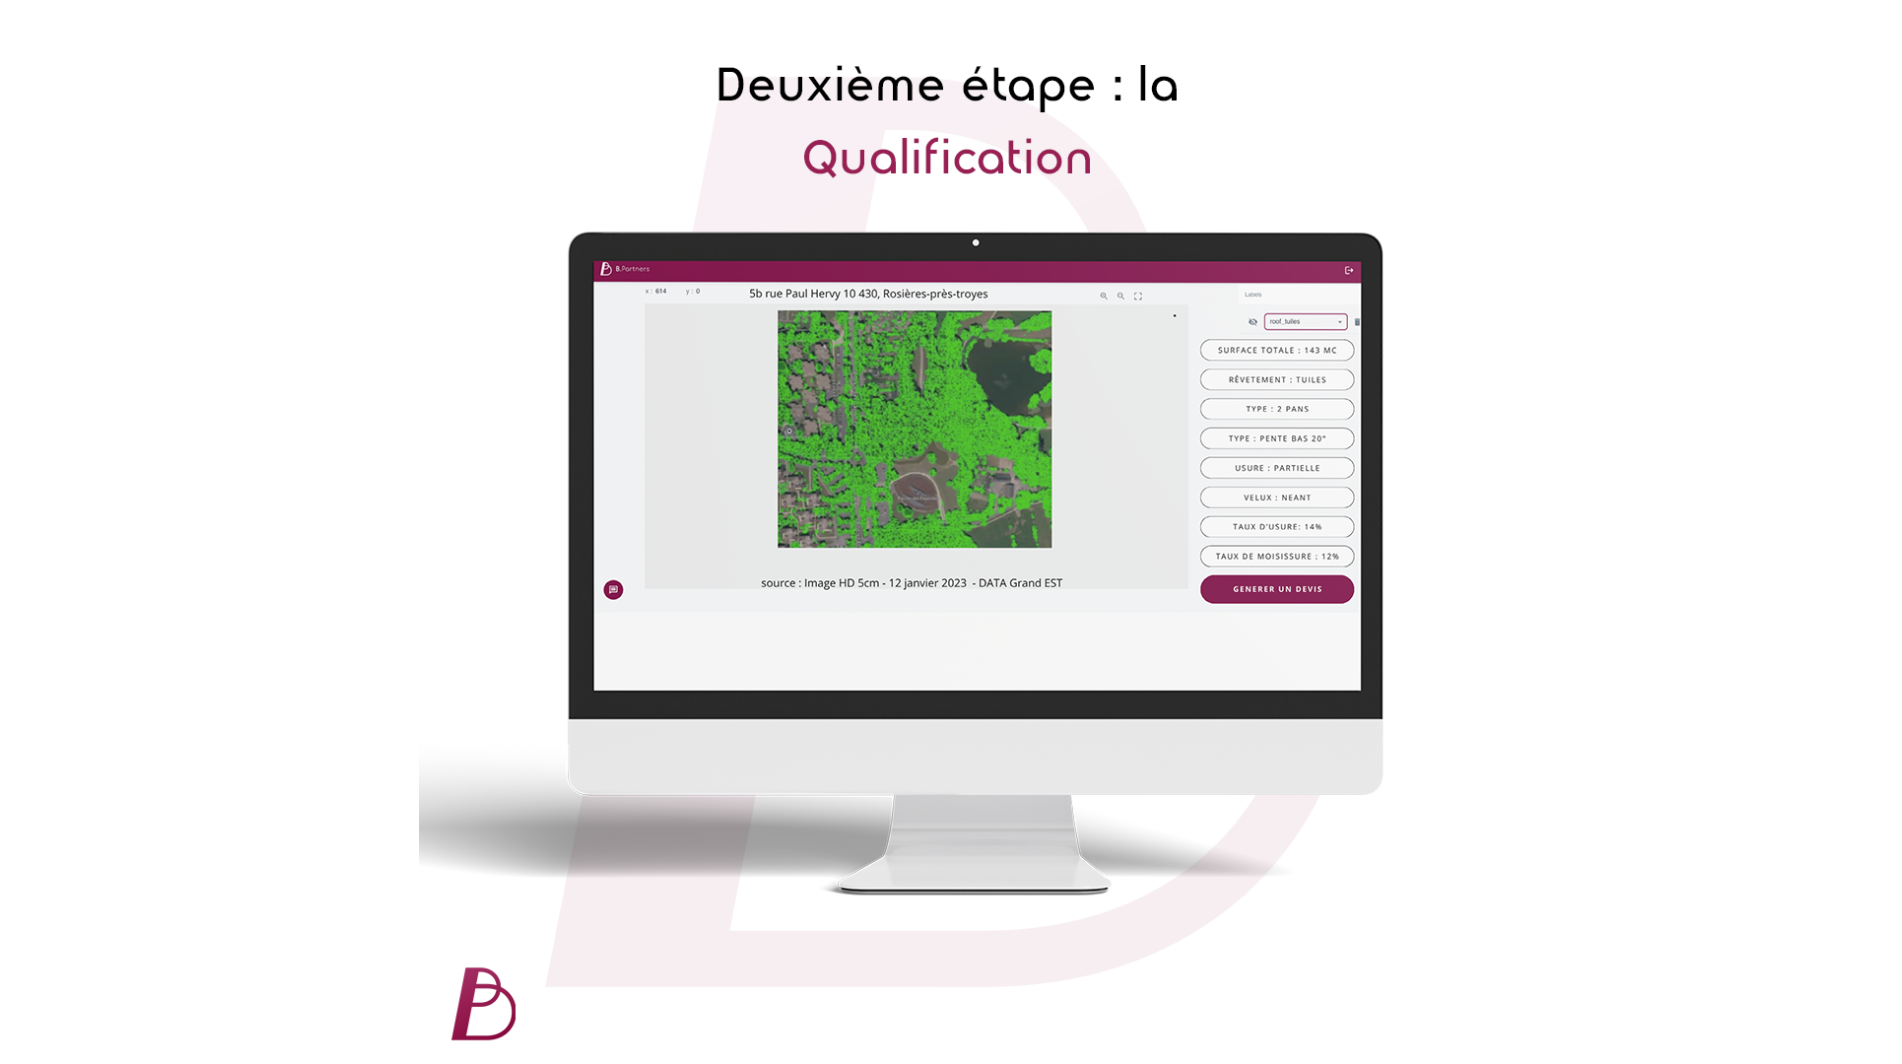 Deuxième étape : la
Qualification
B.Partners
x : 614 y : 0
5b rue Paul Hervy 10 430, Rosières-près-troyes
Labels
roof_tuiles
SURFACE TOTALE : 143 MC
RÊVETEMENT : TUILES
TYPE : 2 PANS
TYPE : PENTE BAS 20°
USURE : PARTIELLE
VELUX : NEANT
TAUX D'USURE: 14%
TAUX DE MOISISSURE : 12%
GENERER UN DEVIS
source : Image HD 5cm - 12 janvier 2023 - DATA Grand EST